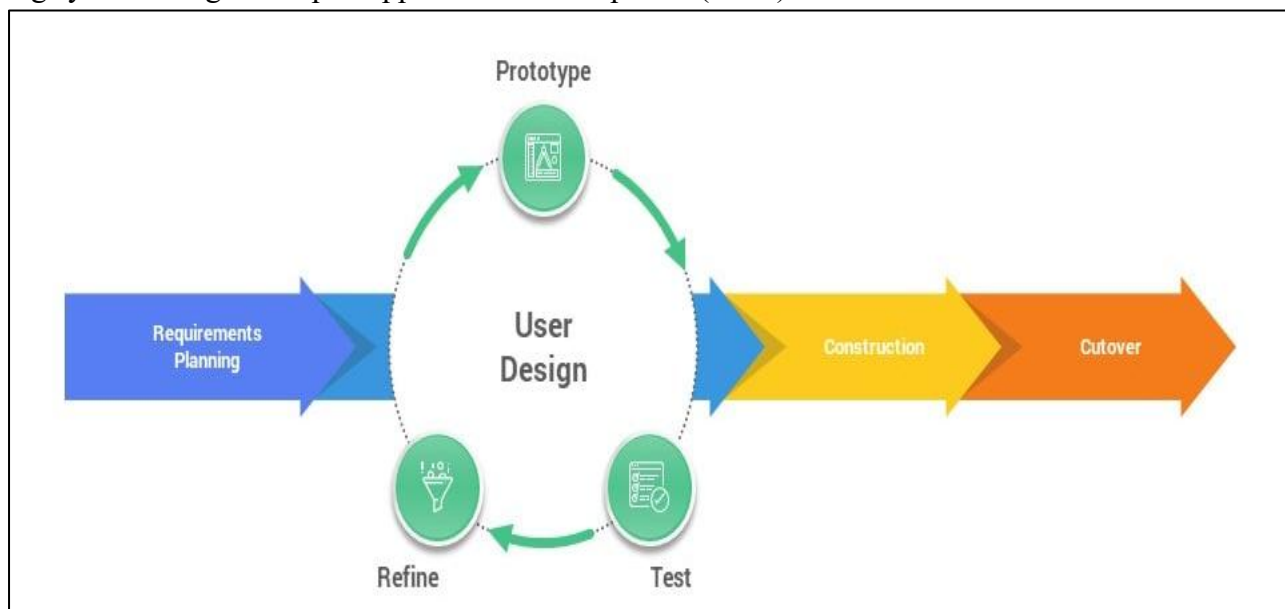 Prototype
Requirements
Planning
User
Design
Construction
Cutover
Refine
Test